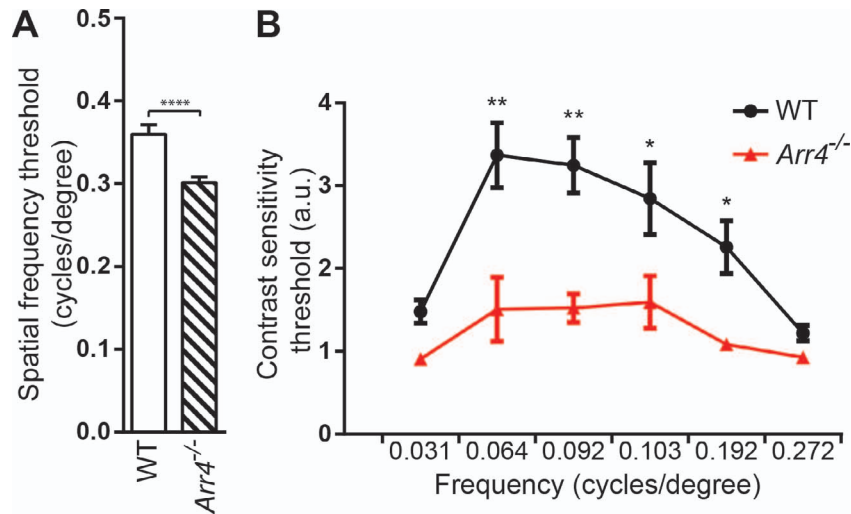 A
Spatial frequency threshold
(cycles/degree)
0.5
0.4
0.3
0.2
0.1
0.0
****
WT
Arr4-/-
B
Contrast sensitivity
threshold (a.u.)
4
3
2
1
0
**
**
*
*
WT
Arr4-/-
0.031 0.064 0.092 0.103 0.192 0.272
Frequency (cycles/degree)